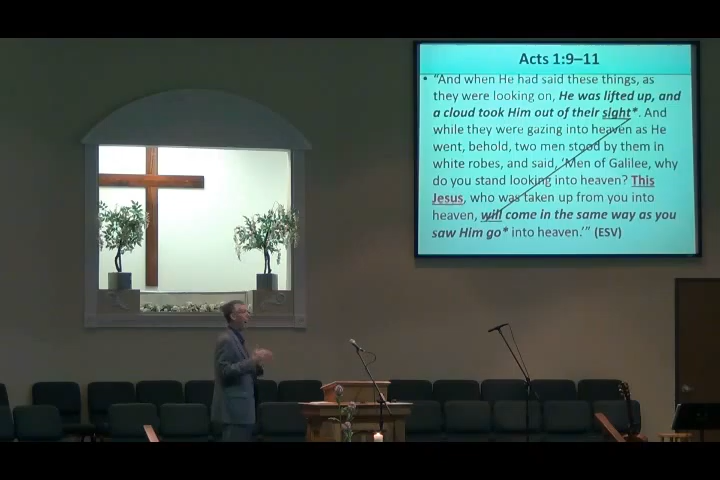 Acts 1:9–11
• “And when He had said these things, as
they were looking on, He was lifted up, and
a cloud took Him out of their sight*. And
while they were gazing into heaven as He
went, behold, two men stood by them in
white robes, and said, ‘Men of Galilee, why
do you stand looking into heaven? This
Jesus, who was taken up from you into
heaven, will come in the same way as you
saw Him go* into heaven.’” (ESV)